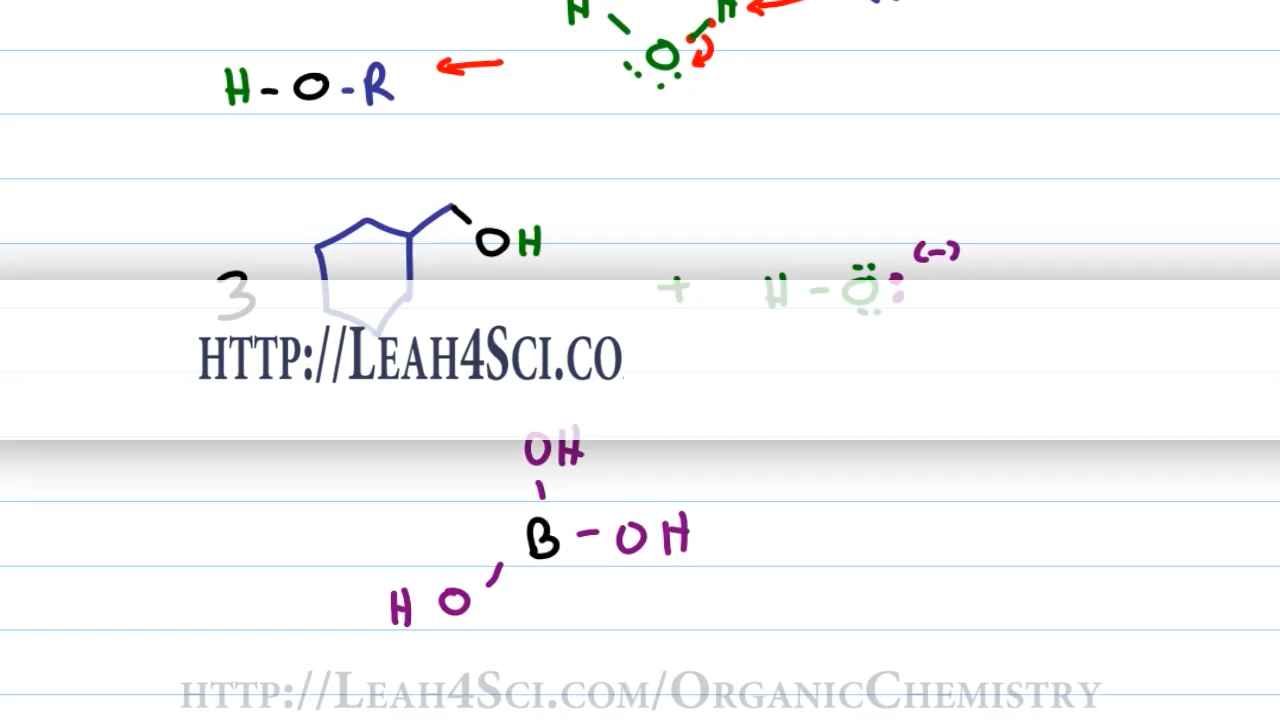 H H
O
H - O - R
OH
3 + H - O: (-)
HTTP://LEAH4SCI.CO
OH
B - OH
HO
HTTP://LEAH4SCI.COM/ORGANICCHEMISTRY